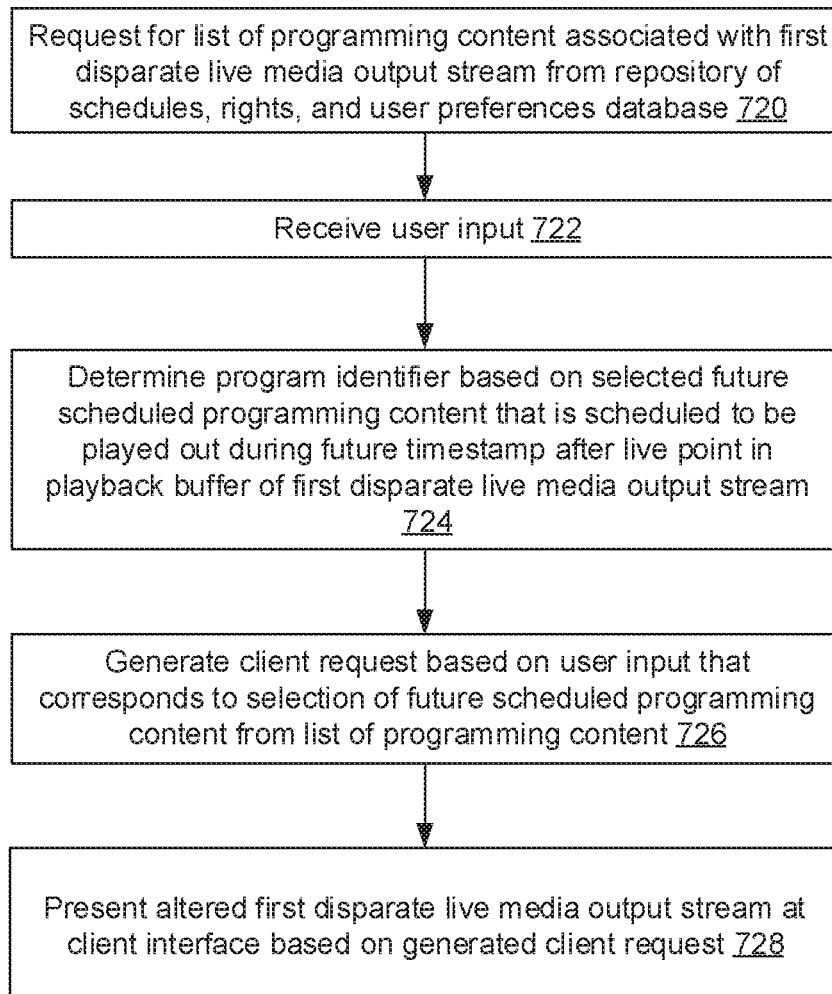 Request for list of programming content associated with first
disparate live media output stream from repository of
schedules, rights, and user preferences database 720
Receive user input 722
Determine program identifier based on selected future
scheduled programming content that is scheduled to be
played out during future timestamp after live point in
playback buffer of first disparate live media output stream
724
Generate client request based on user input that
corresponds to selection of future scheduled programming
content from list of programming content 726
Present altered first disparate live media output stream at
client interface based on generated client request 728